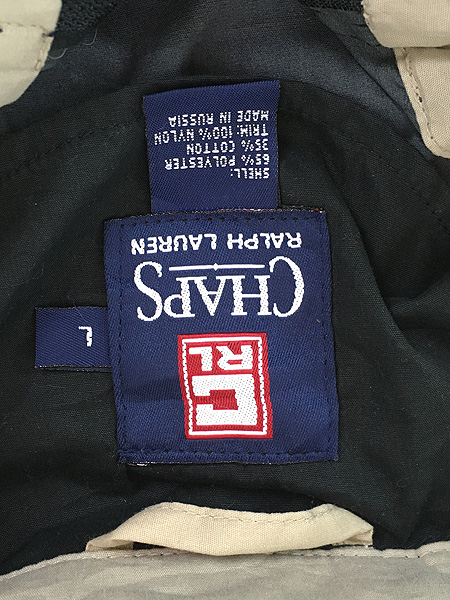 C
RL
CHAPS
RALPH LAUREN
L
SHELL:
65% POLYESTER
35% COTTON
TRIM: 100% NYLON
MADE IN RUSSIA